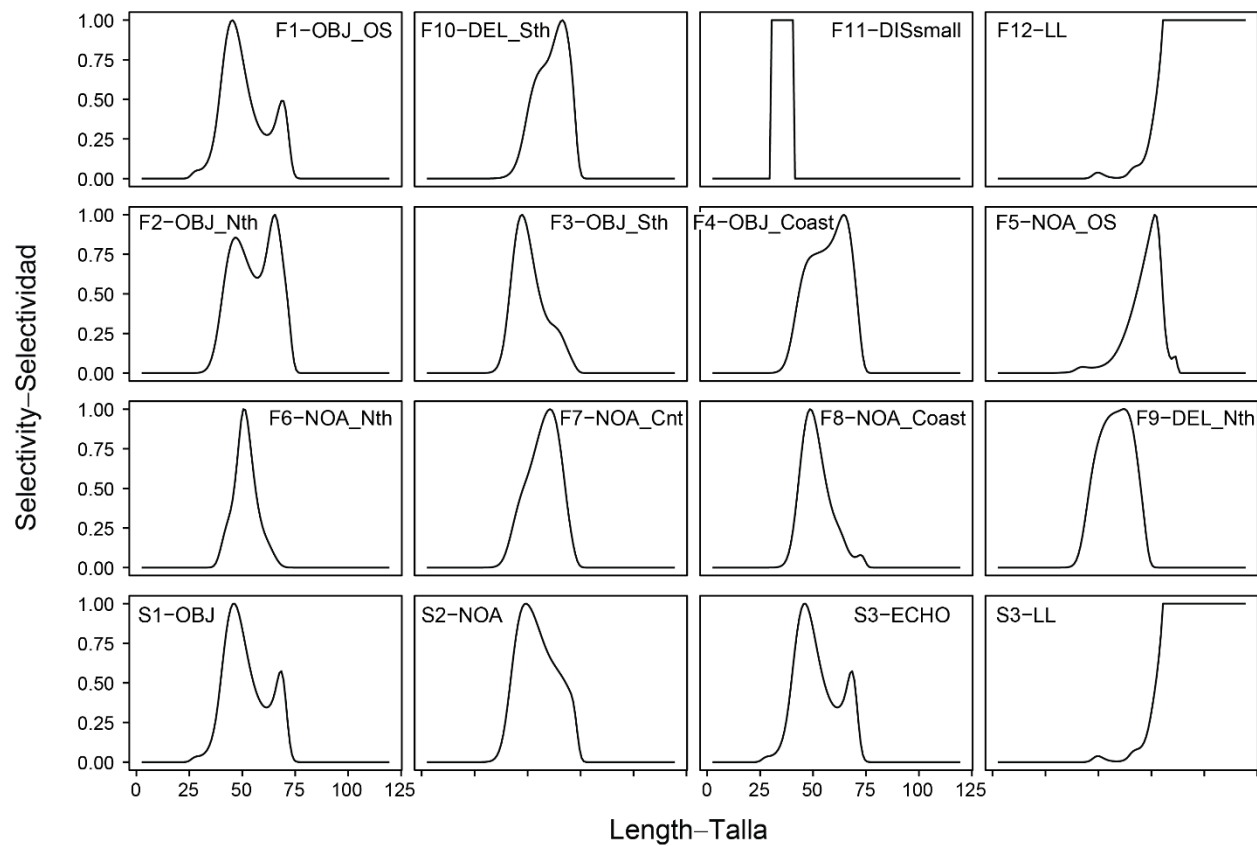 F1−OBJ_OS
F10−DEL_Sth
F11−DISsmall
F12−LL
1.00
0.75
0.50
0.25
0.00
F2−OBJ_Nth
F3−OBJ_Sth
F4−OBJ_Coast
F5−NOA_OS
1.00
0.75
0.50
0.25
0.00
F6−NOA_Nth
F7−NOA_Cnt
F8−NOA_Coast
F9−DEL_Nth
1.00
0.75
0.50
0.25
0.00
S1−OBJ
S2−NOA
S3−ECHO
S3−LL
1.00
0.75
0.50
0.25
0.00
0 25 50 75 100 125
0 25 50 75 100 125
Selectivity−Selectividad
Length−Talla